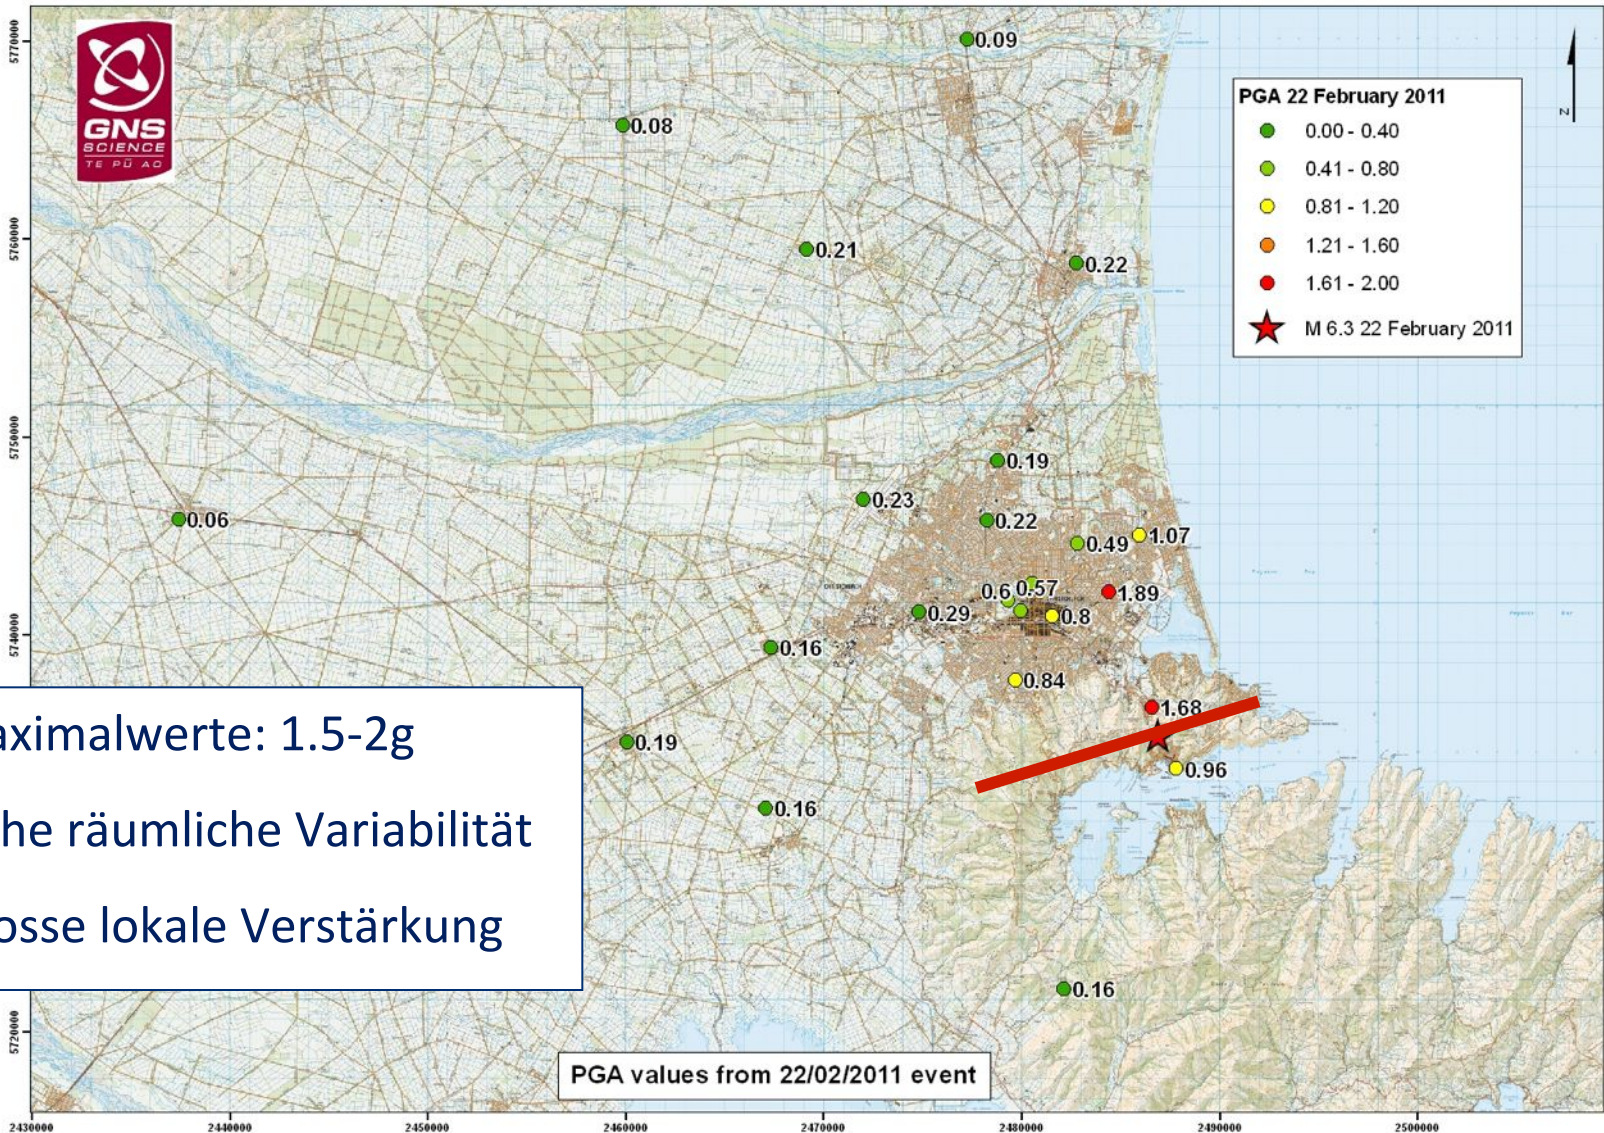 GNS
SCIENCE
TE PŪ AO
PGA 22 February 2011
0.00 - 0.40
0.41 - 0.80
0.81 - 1.20
1.21 - 1.60
1.61 - 2.00
M 6.3 22 February 2011
N
0.09
0.08
0.21
0.22
0.19
0.23
0.22
0.06
0.49
1.07
0.6
0.57
1.89
0.29
0.8
0.16
0.84
1.68
0.19
0.96
0.16
0.16
aximalwerte: 1.5-2g
he räumliche Variabilität
osse lokale Verstärkung
PGA values from 22/02/2011 event
5770000
5760000
5750000
5740000
5720000
2430000
2440000
2450000
2460000
2470000
2480000
2490000
2500000